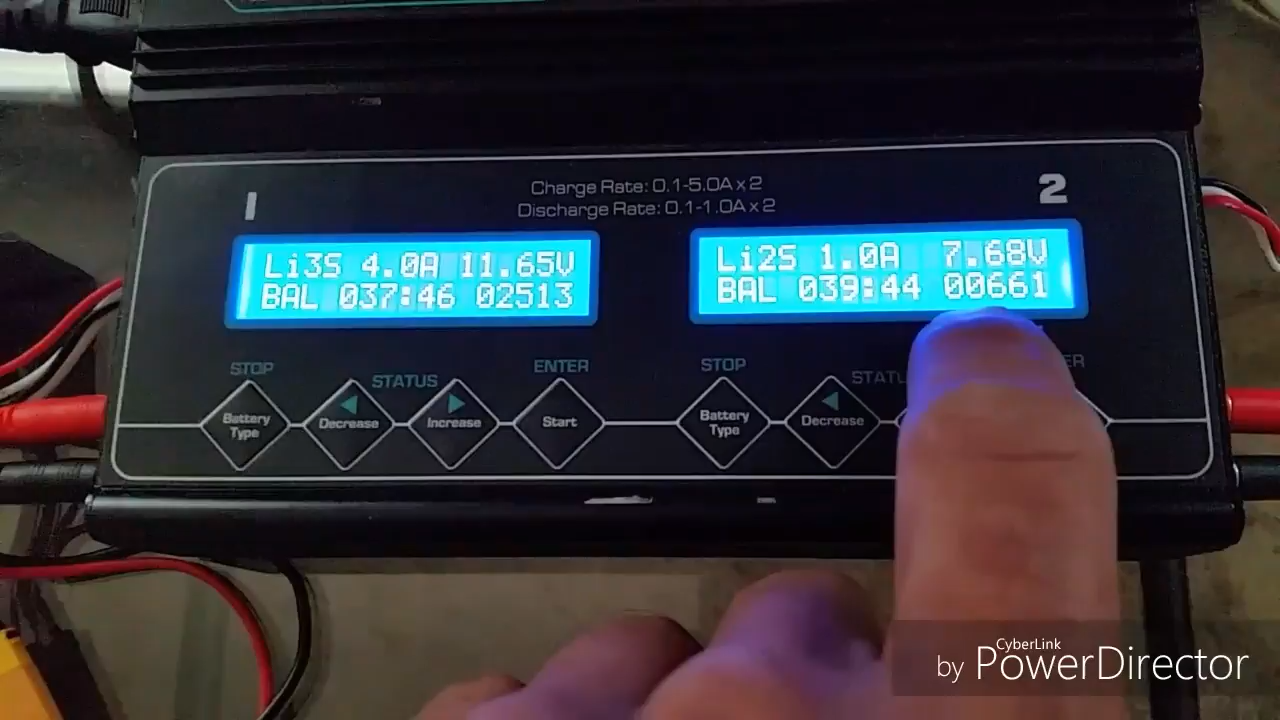 Charge Rate: 0.1-5.0A x 2
Discharge Rate: 0.1-1.0A x 2
1
2
Li3S 4.0A 11.65V
BAL 037:46 02513
Li2S 1.0A 7.68V
BAL 039:44 00661
STOP
STATUS
ENTER
Battery Type
Decrease
Increase
Start
STOP
Battery Type
Decrease
CyberLink
by PowerDirector